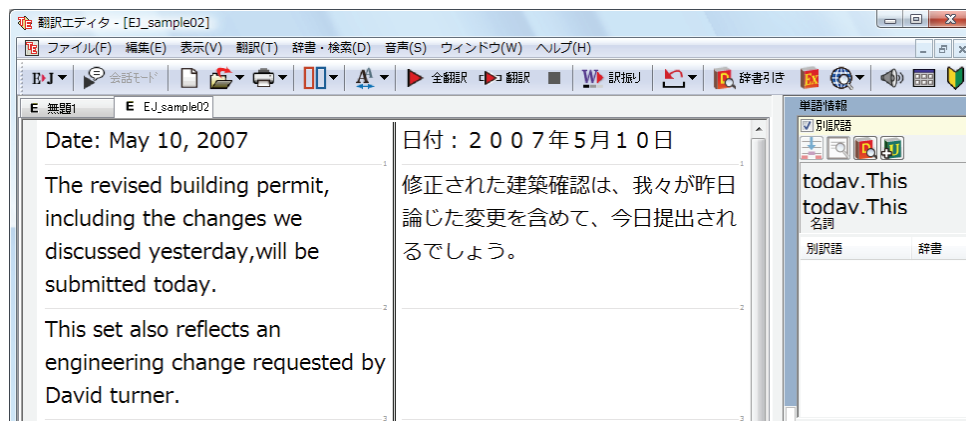 翻訳エディタ - [EJ_sample02]
ファイル(F) 編集(E) 表示(V) 翻訳(T) 辞書・検索(D) 音声(S) ウィンドウ(W) ヘルプ(H)
E▸J 会話モード 全翻訳 翻訳 W 訳振り 辞書引き
E 無題1 E EJ_sample02
Date: May 10, 2007
1
The revised building permit,
including the changes we
discussed yesterday,will be
submitted today.
2
This set also reflects an
engineering change requested by
David turner.
3
日付：２００７年5月1０日
1
修正された建築確認は、我々が昨日
論じた変更を含めて、今日提出され
るでしょう。
2
単語情報
別訳語
today.This
today.This
名詞
別訳語 辞書